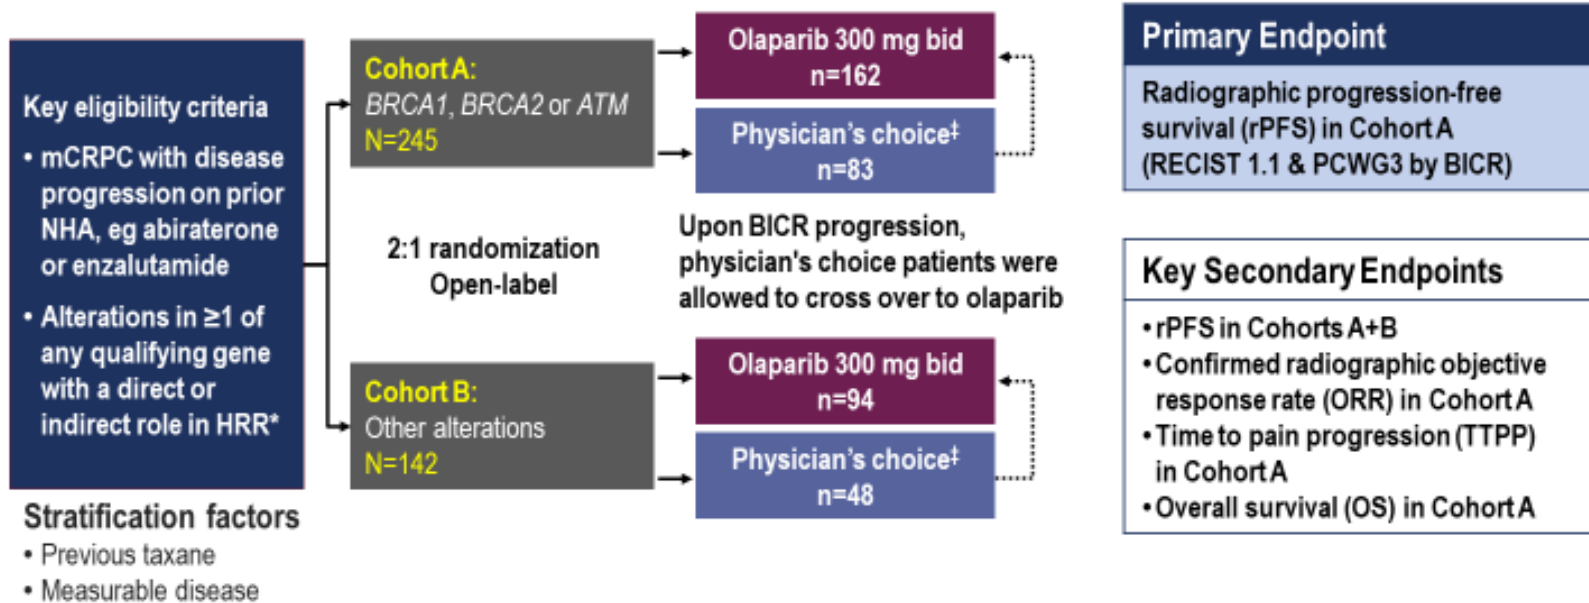 Key eligibility criteria
• mCRPC with disease
progression on prior
NHA, eg abiraterone
or enzalutamide
• Alterations in ≥1 of
any qualifying gene
with a direct or
indirect role in HRR*
Stratification factors
• Previous taxane
• Measurable disease
Cohort A:
BRCA1, BRCA2 or ATM
N=245
2:1 randomization
Open-label
Cohort B:
Other alterations
N=142
Olaparib 300 mg bid
n=162
Physician's choice‡
n=83
Upon BICR progression,
physician's choice patients were
allowed to cross over to olaparib
Olaparib 300 mg bid
n=94
Physician's choice‡
n=48
Primary Endpoint
Radiographic progression-free
survival (rPFS) in Cohort A
(RECIST 1.1 & PCWG3 by BICR)
Key Secondary Endpoints
• rPFS in Cohorts A+B
• Confirmed radiographic objective
response rate (ORR) in Cohort A
• Time to pain progression (TTPP)
in Cohort A
• Overall survival (OS) in Cohort A